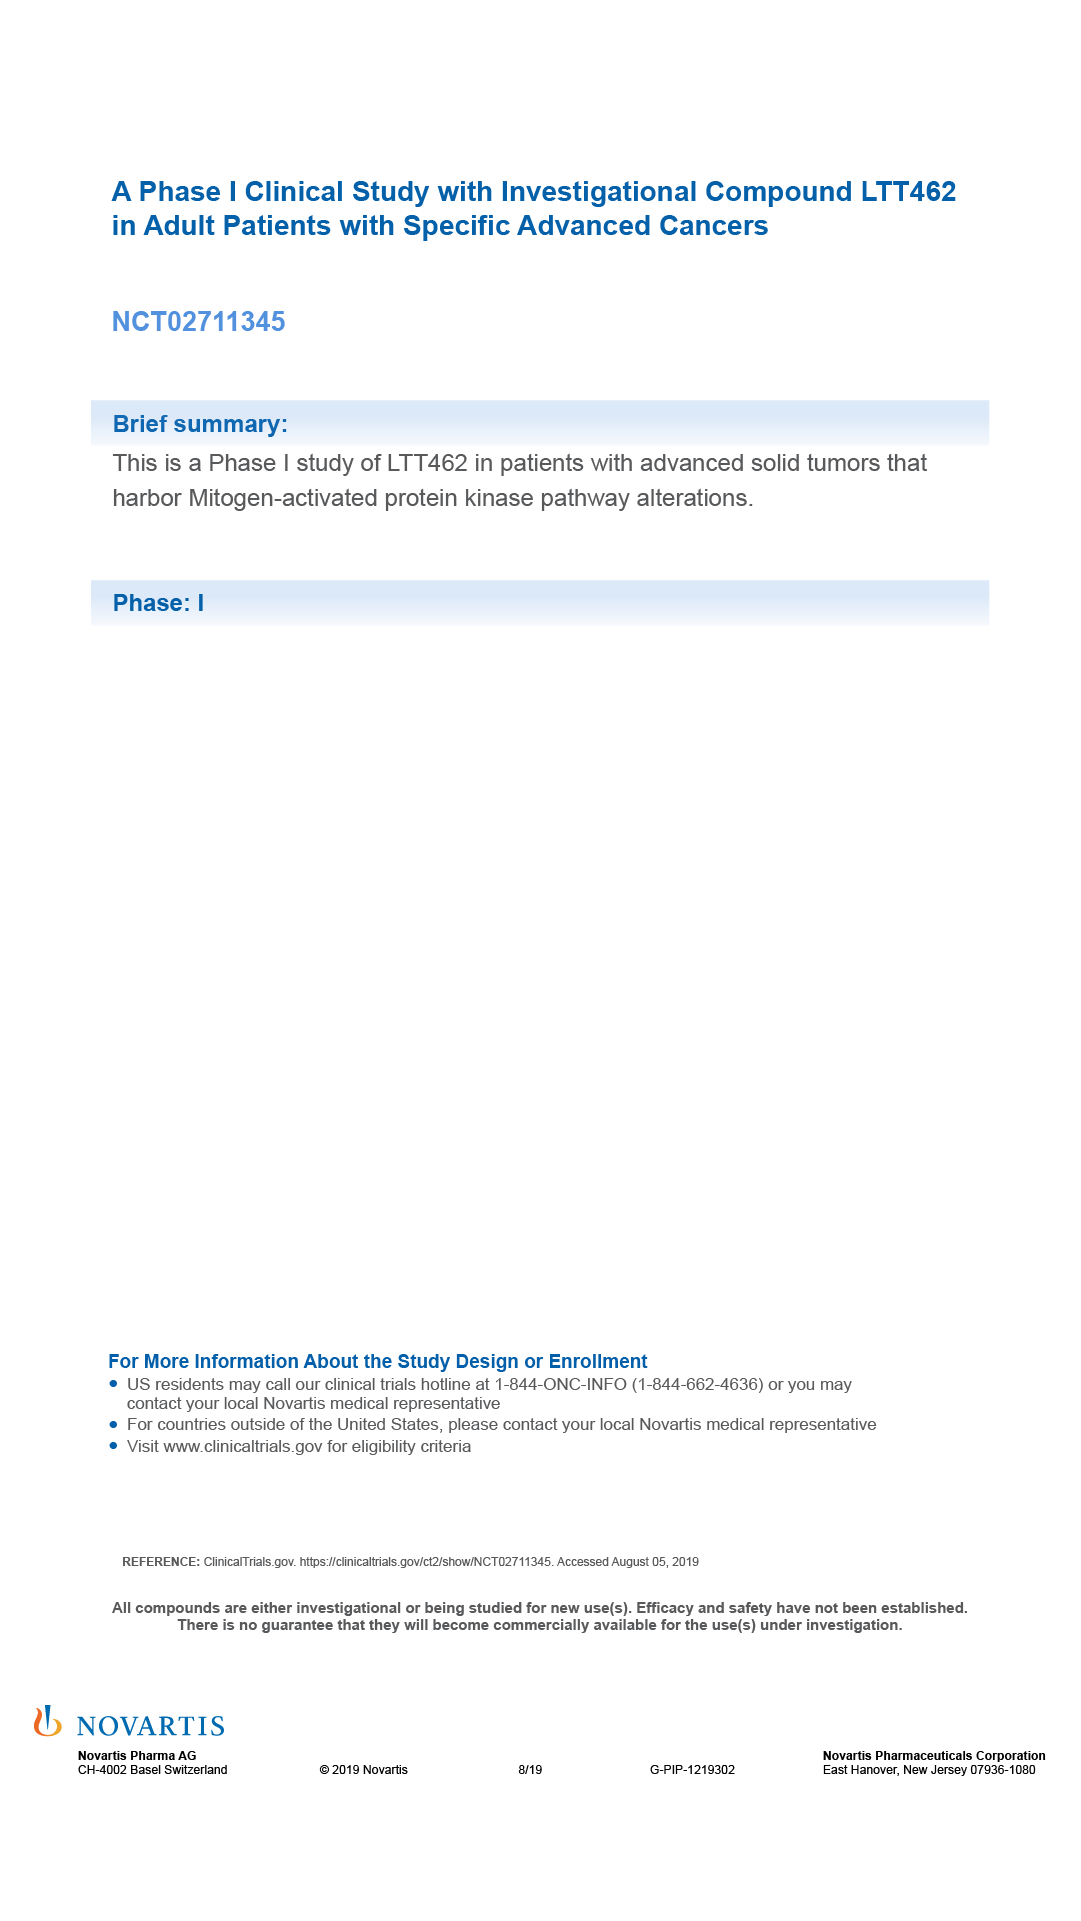 A Phase I Clinical Study with Investigational Compound LTT462
in Adult Patients with Specific Advanced Cancers
NCT02711345
Brief summary:
This is a Phase I study of LTT462 in patients with advanced solid tumors that
harbor Mitogen-activated protein kinase pathway alterations.
Phase: I
For More Information About the Study Design or Enrollment
• US residents may call our clinical trials hotline at 1-844-ONC-INFO (1-844-662-4636) or you may
contact your local Novartis medical representative
• For countries outside of the United States, please contact your local Novartis medical representative
• Visit www.clinicaltrials.gov for eligibility criteria
REFERENCE: ClinicalTrials.gov. https://clinicaltrials.gov/ct2/show/NCT02711345. Accessed August 05, 2019
All compounds are either investigational or being studied for new use(s). Efficacy and safety have not been established.
There is no guarantee that they will become commercially available for the use(s) under investigation.
NOVARTIS
Novartis Pharma AG
CH-4002 Basel Switzerland
© 2019 Novartis
8/19
G-PIP-1219302
Novartis Pharmaceuticals Corporation
East Hanover, New Jersey 07936-1080